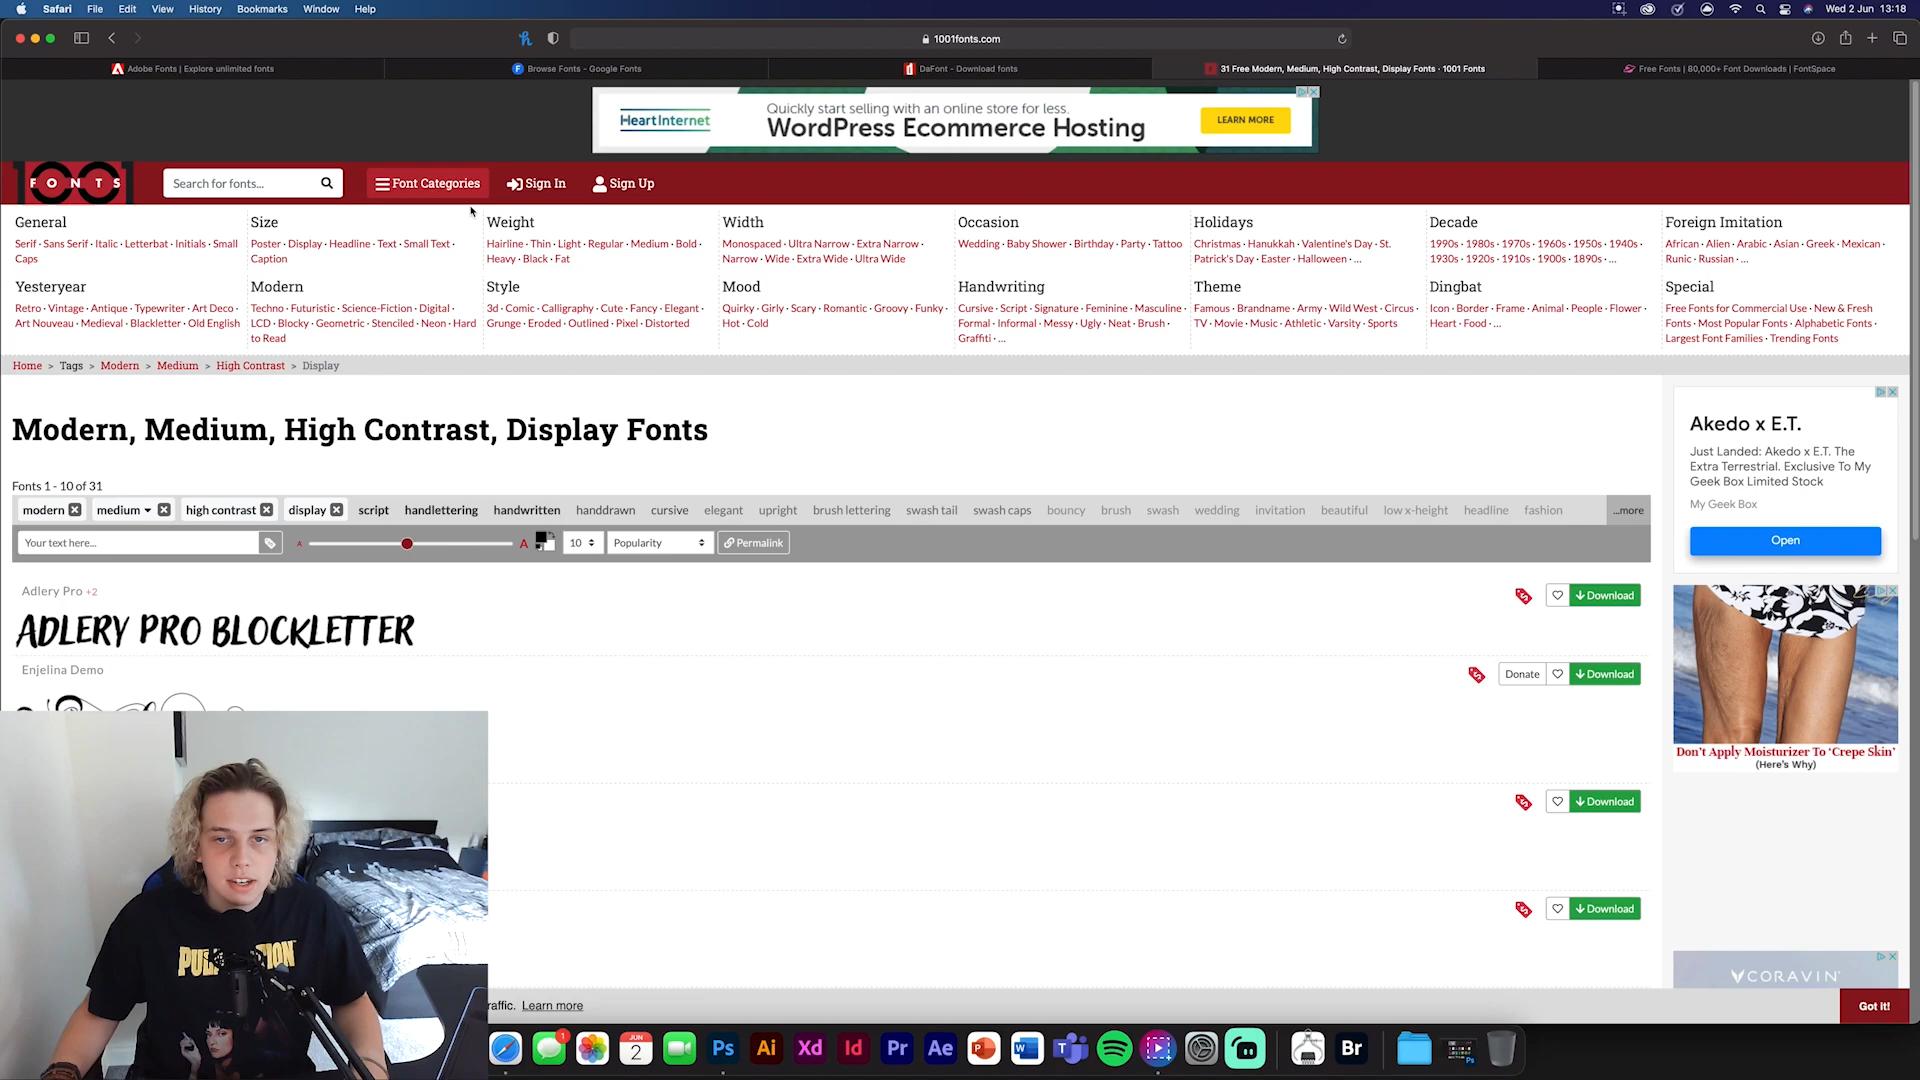 Safari File Edit View History Bookmarks Window Help
Wed 2 Jun 13:18
1001fonts.com
Adobe Fonts | Explore unlimited fonts
Browse Fonts - Google Fonts
DaFont - Download fonts
31 Free Modern, Medium, High Contrast, Display Fonts · 1001 Fonts
Free Fonts | 80,000+ Font Downloads | FontSpace
HeartInternet
Quickly start selling with an online store for less.
WordPress Ecommerce Hosting
LEARN MORE
1001 FONTS
Search for fonts...
Font Categories
Sign In
Sign Up
General
Serif · Sans Serif · Italic · Letterbat · Initials · Small
Caps
Size
Poster · Display · Headline · Text · Small Text ·
Caption
Weight
Hairline · Thin · Light · Regular · Medium · Bold ·
Heavy · Black · Fat
Width
Monospaced · Ultra Narrow · Extra Narrow ·
Narrow · Wide · Extra Wide · Ultra Wide
Occasion
Wedding · Baby Shower · Birthday · Party · Tattoo
Holidays
Christmas · Hanukkah · Valentine's Day · St.
Patrick's Day · Easter · Halloween · ...
Decade
1990s · 1980s · 1970s · 1960s · 1950s · 1940s ·
1930s · 1920s · 1910s · 1900s · 1890s · ...
Foreign Imitation
African · Alien · Arabic · Asian · Greek · Mexican ·
Runic · Russian · ...
Yesteryear
Retro · Vintage · Antique · Typewriter · Art Deco ·
Art Nouveau · Medieval · Blackletter · Old English
Modern
Techno · Futuristic · Science-Fiction · Digital ·
LCD · Blocky · Geometric · Stenciled · Neon · Hard
to Read
Style
3d · Comic · Calligraphy · Cute · Fancy · Elegant ·
Grunge · Eroded · Outlined · Pixel · Distorted
Mood
Quirky · Girly · Scary · Romantic · Groovy · Funky ·
Hot · Cold
Handwriting
Cursive · Script · Signature · Feminine · Masculine ·
Formal · Informal · Messy · Ugly · Neat · Brush ·
Graffiti · ...
Theme
Famous · Brandname · Army · Wild West · Circus ·
TV · Movie · Music · Athletic · Varsity · Sports
Dingbat
Icon · Border · Frame · Animal · People · Flower ·
Heart · Food · ...
Special
Free Fonts for Commercial Use · New & Fresh
Fonts · Most Popular Fonts · Alphabetic Fonts ·
Largest Font Families · Trending Fonts
Home > Tags > Modern > Medium > High Contrast > Display
Modern, Medium, High Contrast, Display Fonts
Fonts 1 - 10 of 31
modern medium high contrast display script handlettering handwritten handdrawn cursive elegant upright brush lettering swash tail swash caps bouncy brush swash wedding invitation beautiful low x-height headline fashion ...more
Your text here... A A 10 Popularity Permalink
Adlery Pro +2
Download
ADLERY PRO BLOCKLETTER
Enjelina Demo
Donate Download
Download
Download
Akedo x E.T.
Just Landed: Akedo x E.T. The
Extra Terrestrial. Exclusive To My
Geek Box Limited Stock
My Geek Box
Open
Don't Apply Moisturizer To 'Crepe Skin'
(Here's Why)
CORAVIN
raffic. Learn more
Got it!
1
JUN
2
Ps Ai Xd Id Pr Ae P W T Br
Ps